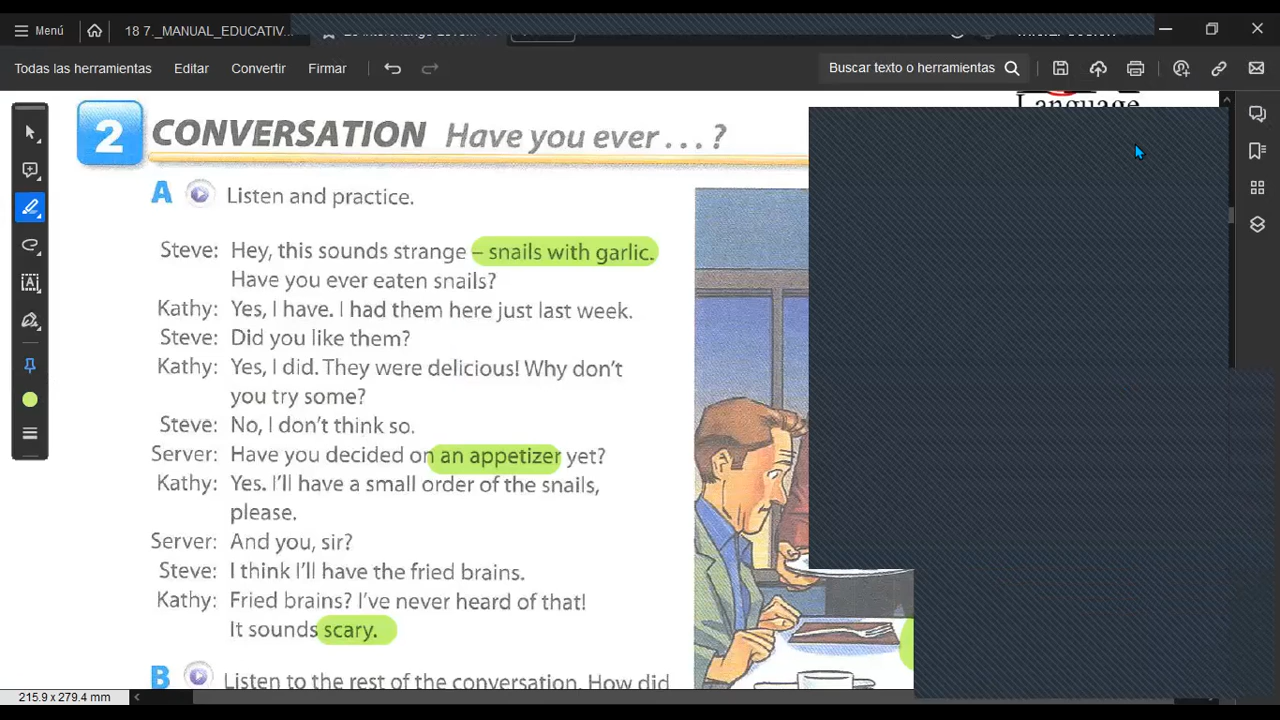 Menú
18 7._MANUAL_EDUCATIV...
Todas las herramientas Editar Convertir Firmar Buscar texto o herramientas
Language
2 CONVERSATION Have you ever . . . ?
A Listen and practice.
Steve: Hey, this sounds strange – snails with garlic.
Have you ever eaten snails?
Kathy: Yes, I have. I had them here just last week.
Steve: Did you like them?
Kathy: Yes, I did. They were delicious! Why don't
you try some?
Steve: No, I don't think so.
Server: Have you decided on an appetizer yet?
Kathy: Yes. I'll have a small order of the snails,
please.
Server: And you, sir?
Steve: I think I'll have the fried brains.
Kathy: Fried brains? I've never heard of that!
It sounds scary.
B Listen to the rest of the conversation. How did
215.9 x 279.4 mm